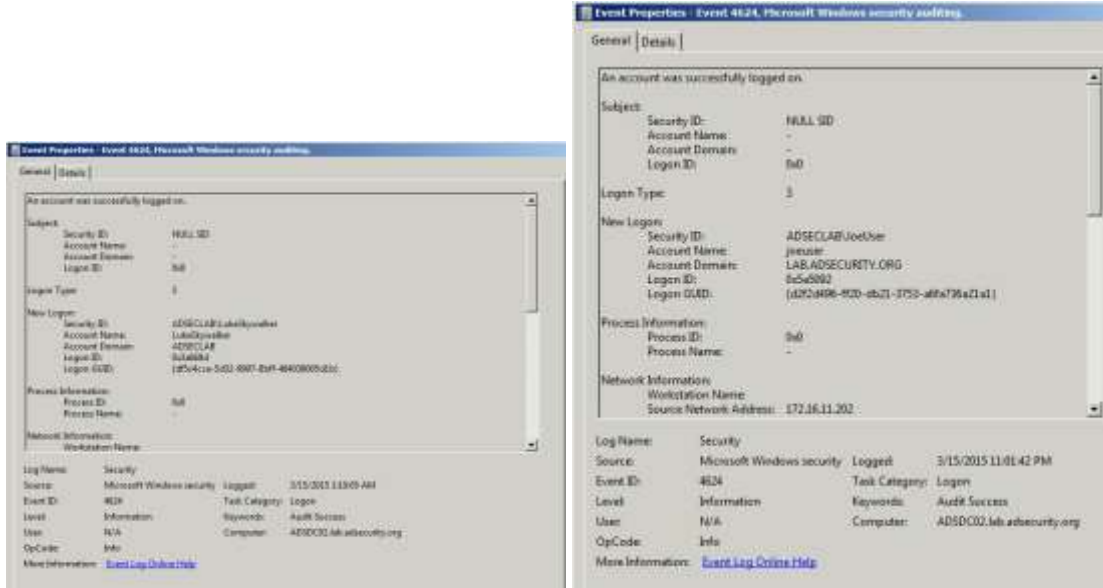 Event Properties - Event 4624, Microsoft Windows security auditing.
General Details
An account was successfully logged on.
Subject:
Security ID: NULL SID
Account Name: -
Account Domain: -
Logon ID: 0x0
Logon Type: 3
New Logon:
Security ID: ADSECLAB\LukeSkywalker
Account Name: LukeSkywalker
Account Domain: ADSECLAB
Logon ID:
Logon GUID:
Process Information:
Process ID: 0x0
Process Name: -
Network Information:
Workstation Name:
Log Name: Security
Source: Microsoft Windows security Logged: 3/15/2015 AM
Event ID: 4624 Task Category: Logon
Level: Information Keywords: Audit Success
User: N/A Computer: ADSDC02.lab.adsecurity.org
OpCode: Info
More Information: Event Log Online Help
Event Properties - Event 4624, Microsoft Windows security auditing.
General Details
An account was successfully logged on.
Subject:
Security ID: NULL SID
Account Name: -
Account Domain: -
Logon ID: 0x0
Logon Type: 3
New Logon:
Security ID: ADSECLAB\JoeUser
Account Name: joeuser
Account Domain: LAB.ADSECURITY.ORG
Logon ID:
Logon GUID:
Process Information:
Process ID: 0x0
Process Name: -
Network Information:
Workstation Name:
Source Network Address: 172.16.11.202
Log Name: Security
Source: Microsoft Windows security Logged: 3/15/2015 11:01:42 PM
Event ID: 4624 Task Category: Logon
Level: Information Keywords: Audit Success
User: N/A Computer: ADSDC02.lab.adsecurity.org
OpCode: Info
More Information: Event Log Online Help